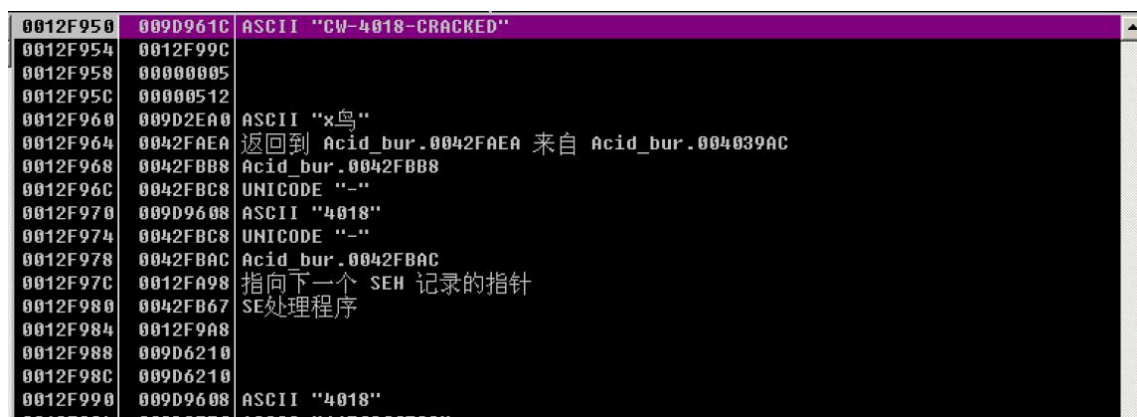 0012F950 009D961C ASCII "CW-4018-CRACKED"
0012F954 0012F99C
0012F958 00000005
0012F95C 00000512
0012F960 009D2EA0 ASCII "x鸟"
0012F964 0042FAEA 返回到 Acid_bur.0042FAEA 来自 Acid_bur.004039AC
0012F968 0042FBB8 Acid_bur.0042FBB8
0012F96C 0042FBC8 UNICODE "-"
0012F970 009D9608 ASCII "4018"
0012F974 0042FBC8 UNICODE "-"
0012F978 0042FBAC Acid_bur.0042FBAC
0012F97C 0012FA98 指向下一个 SEH 记录的指针
0012F980 0042FB67 SE处理程序
0012F984 0012F9A8
0012F988 009D6210
0012F98C 009D6210
0012F990 009D9608 ASCII "4018"